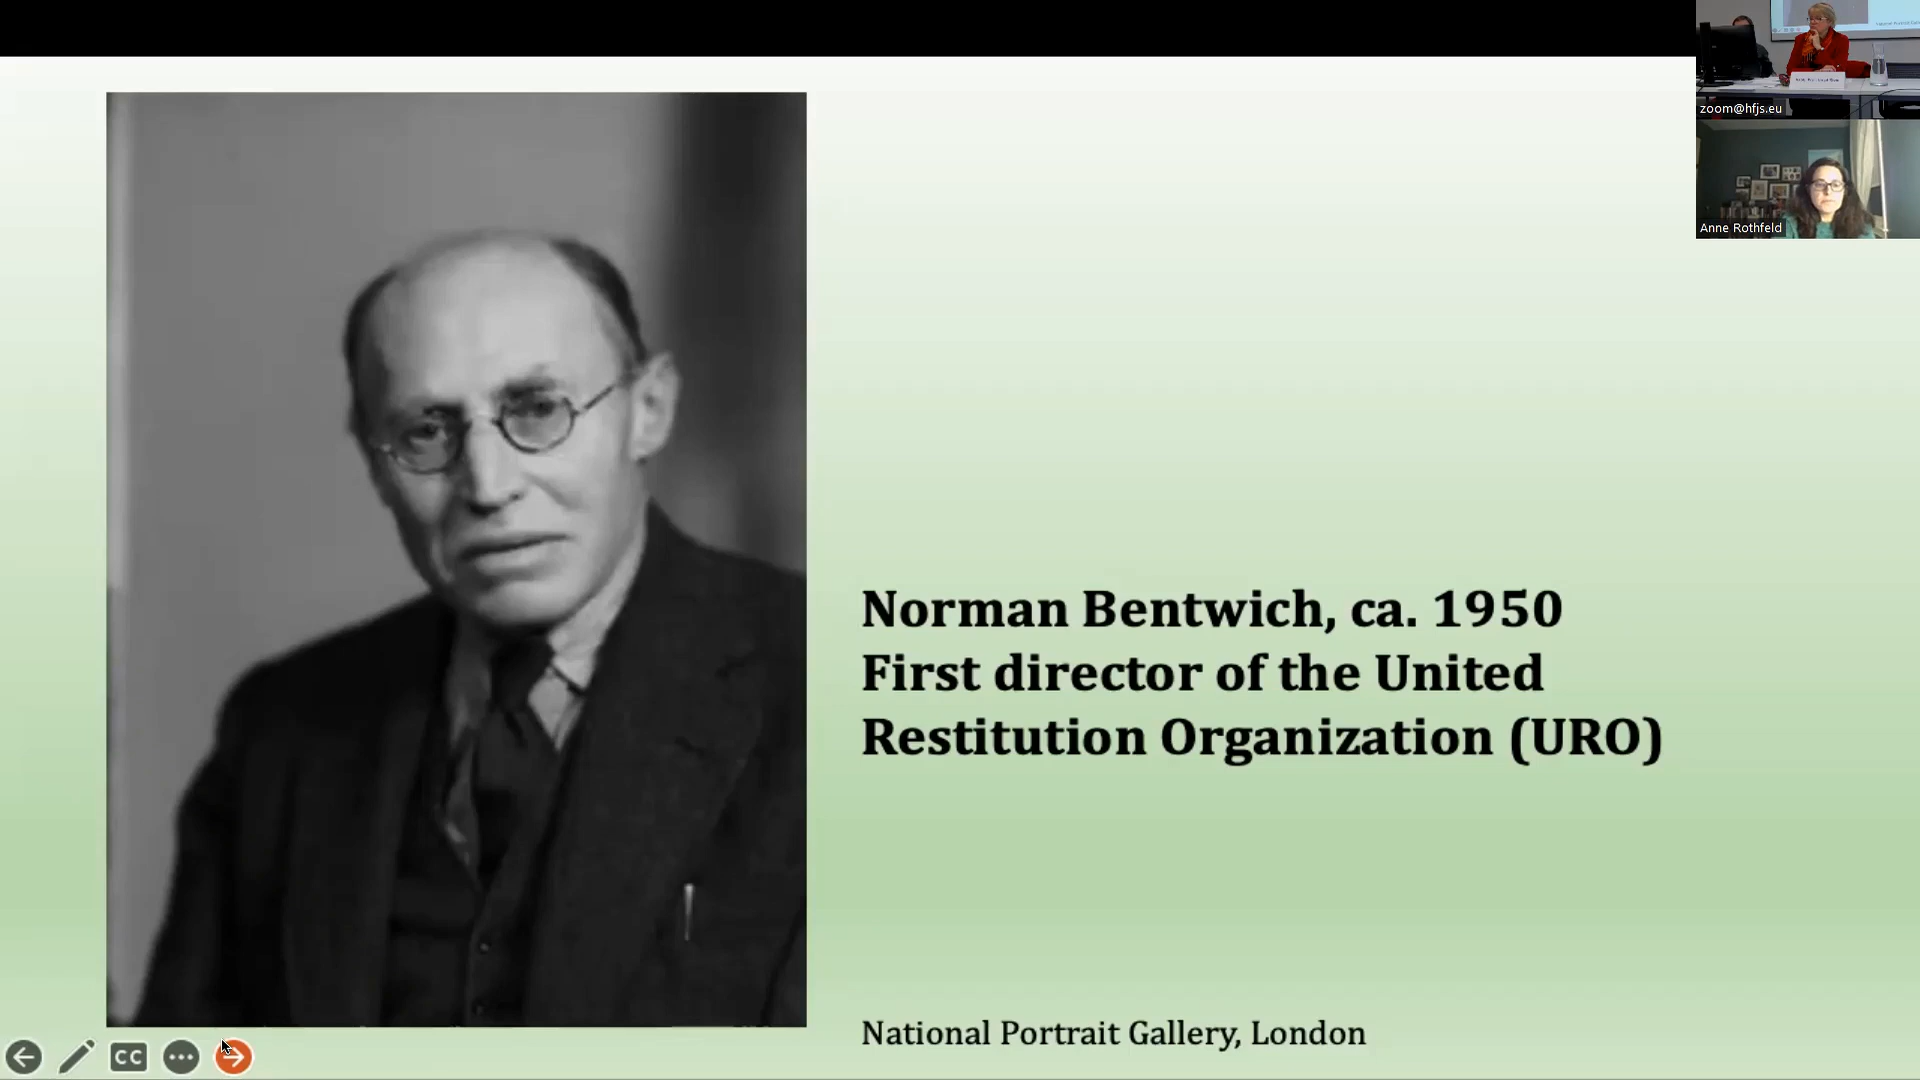 zoom@hfjs.eu
Anne Rothfeld
Norman Bentwich, ca. 1950
First director of the United
Restitution Organization (URO)
National Portrait Gallery, London
CC